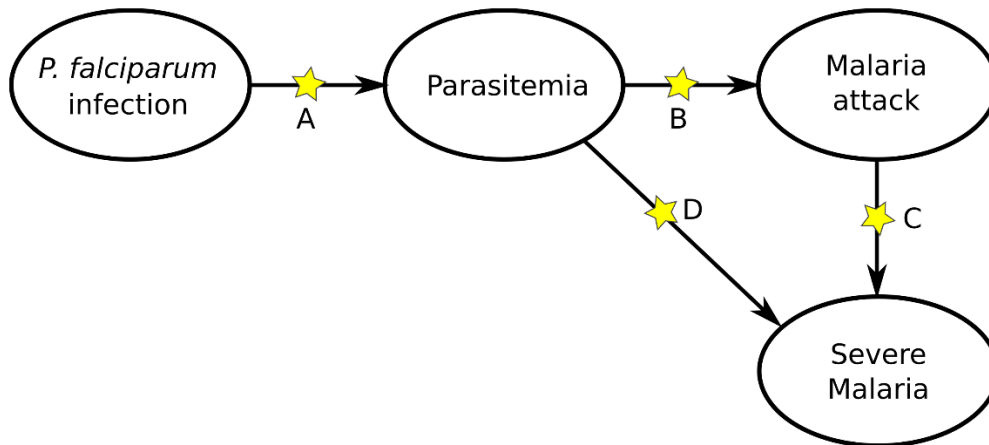 P. falciparum
infection
A
Parasitemia
B
Malaria
attack
D
C
Severe
Malaria